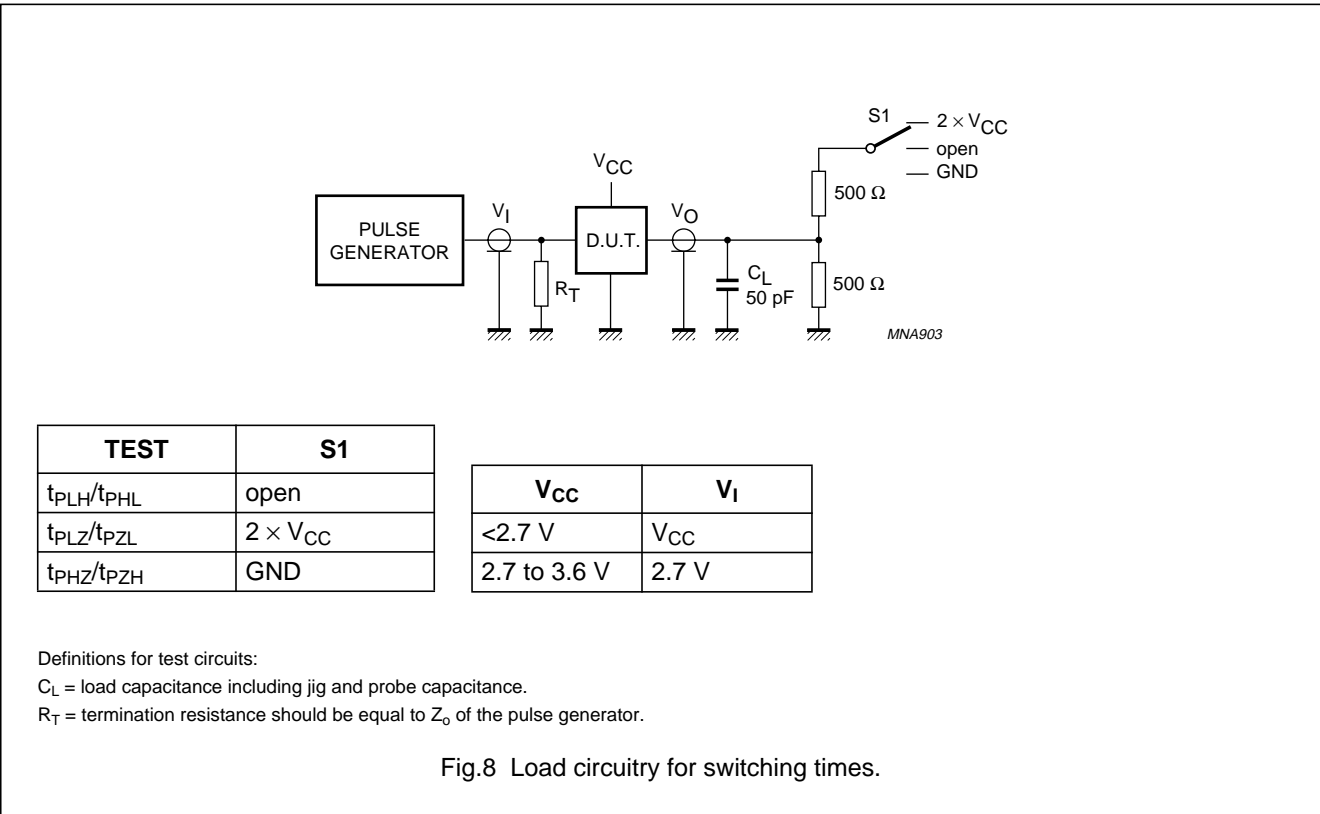 S1
2 × VCC
open
GND
VCC
500 Ω
PULSE GENERATOR
VI
D.U.T.
VO
RT
CL
50 pF
500 Ω
MNA903
TEST S1
tPLH/tPHL open
tPLZ/tPZL 2 × VCC
tPHZ/tPZH GND
VCC VI
<2.7 V VCC
2.7 to 3.6 V 2.7 V
Definitions for test circuits:
CL = load capacitance including jig and probe capacitance.
RT = termination resistance should be equal to Zo of the pulse generator.
Fig.8 Load circuitry for switching times.